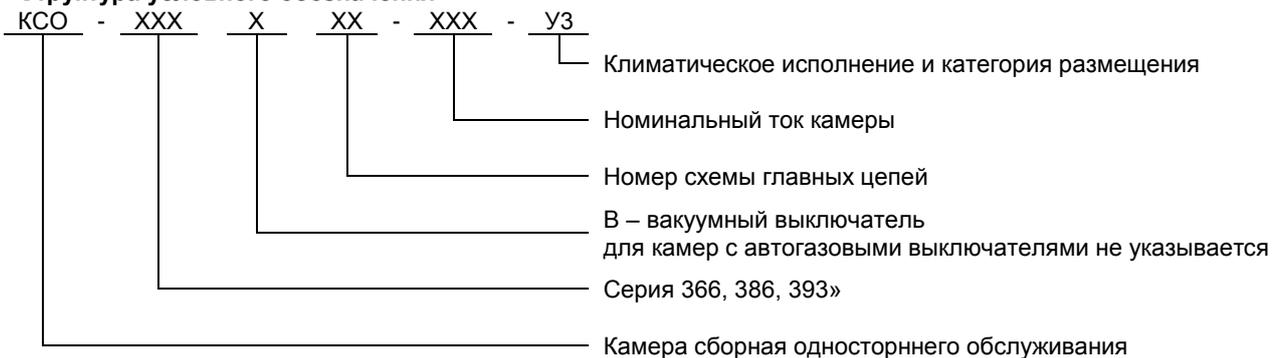 КСО - ХХХ Х ХХ - ХХХ - У3
Климатическое исполнение и категория размещения
Номинальный ток камеры
Номер схемы главных цепей
В – вакуумный выключатель
для камер с автогазовыми выключателями не указывается
Серия 366, 386, 393»
Камера сборная односторннего обслуживания